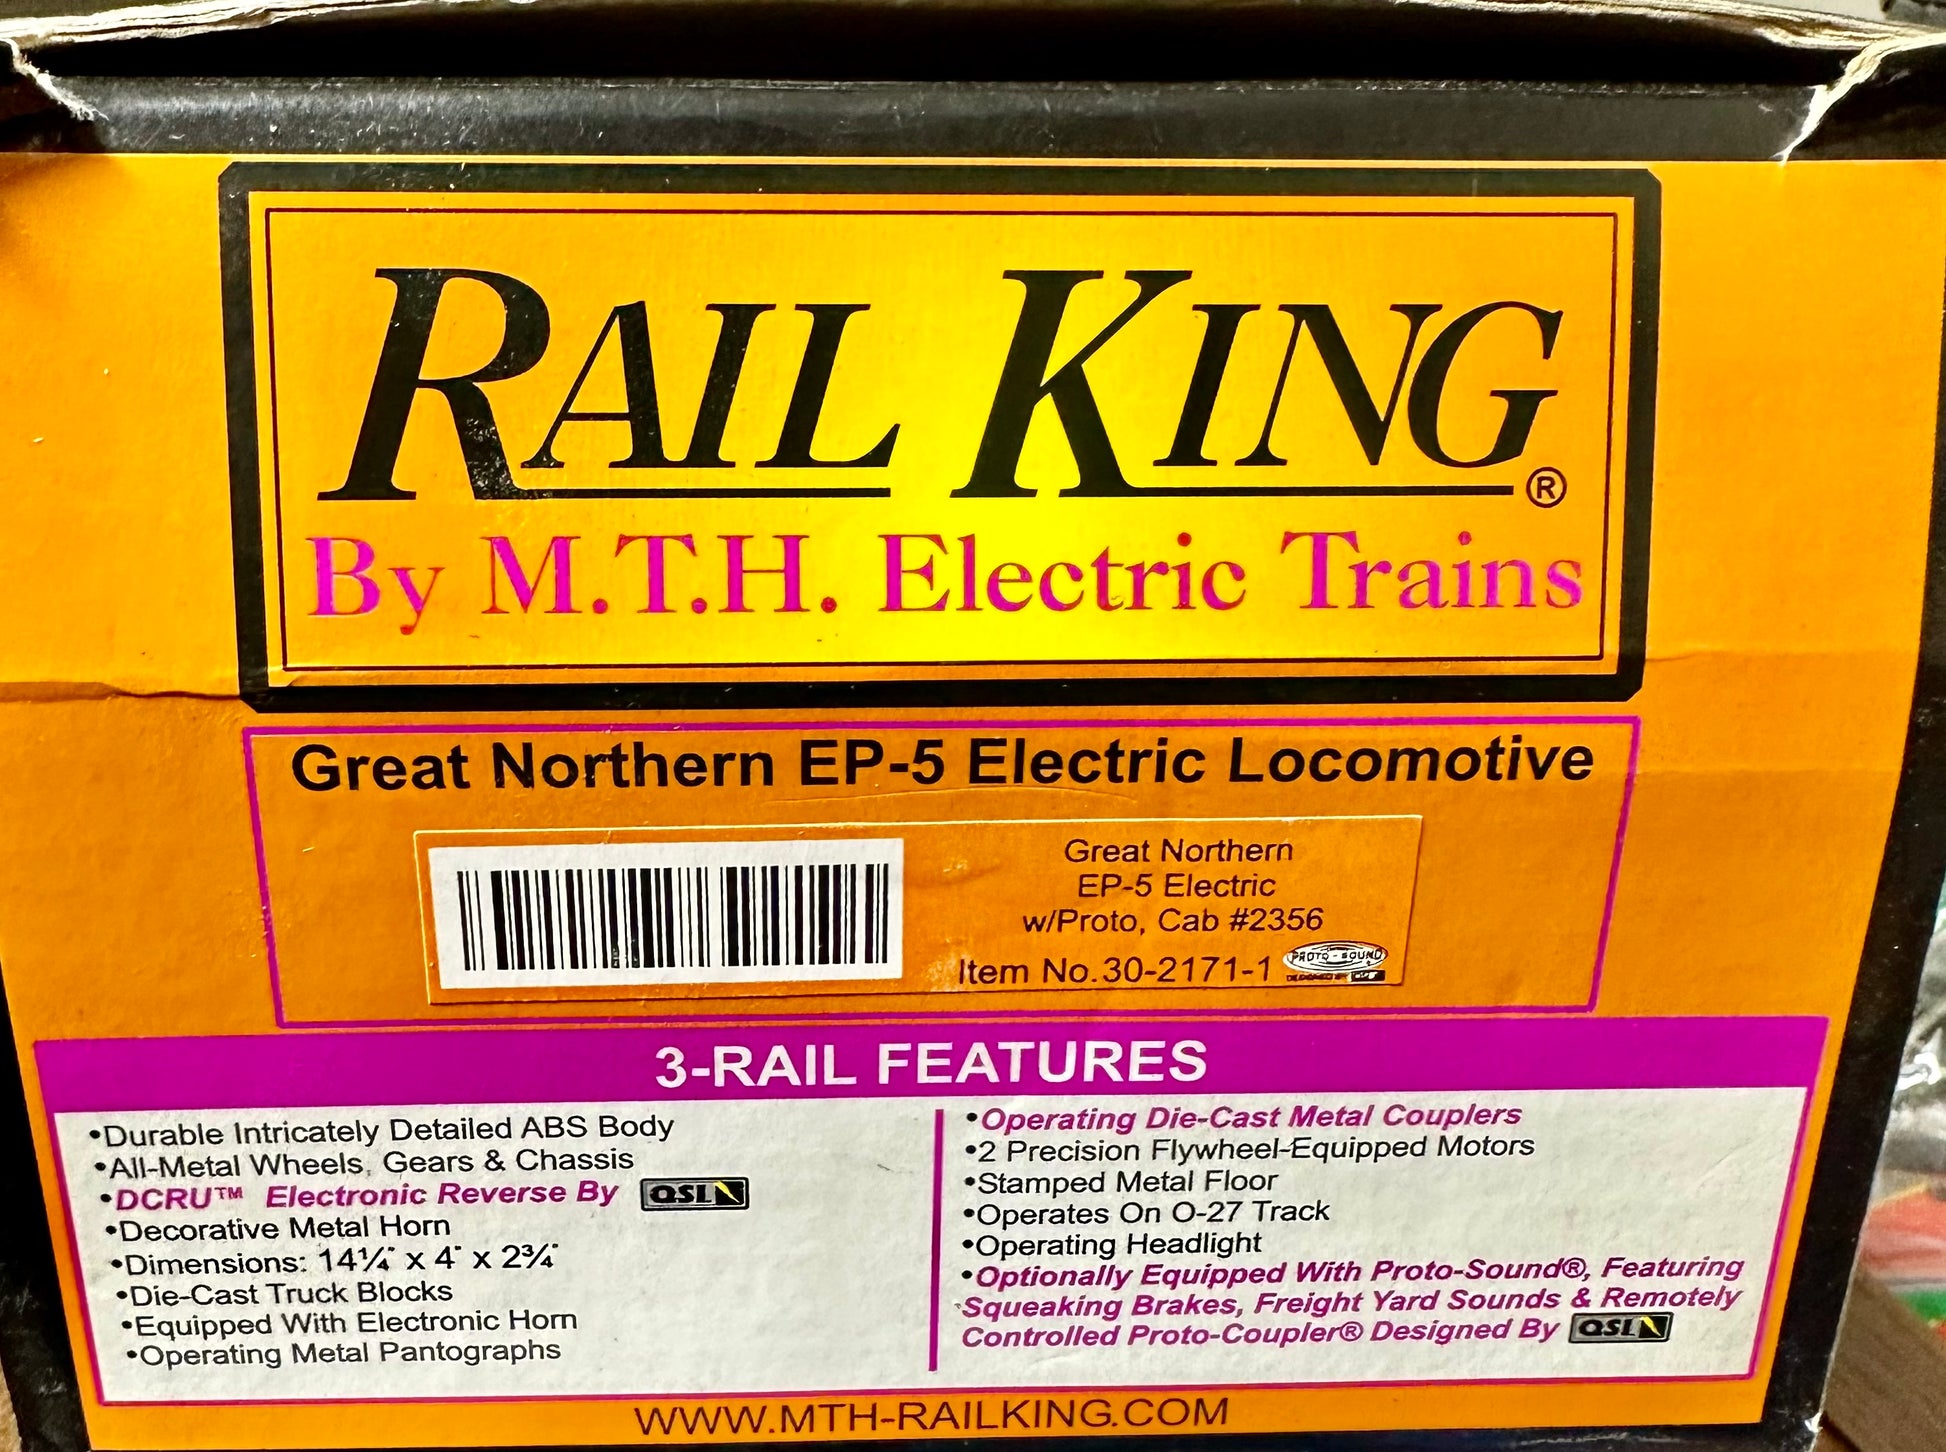 RAIL KING®
By M.T.H. Electric Trains
Great Northern EP-5 Electric Locomotive
Great Northern
EP-5 Electric
w/Proto, Cab #2356
Item No.30-2171-1
PROTO-SOUND
3-RAIL FEATURES
•Durable Intricately Detailed ABS Body
•All-Metal Wheels, Gears & Chassis
•DCRU™ Electronic Reverse By QSI
•Decorative Metal Horn
•Dimensions: 14¼" x 4" x 2¾"
•Die-Cast Truck Blocks
•Equipped With Electronic Horn
•Operating Metal Pantographs
•Operating Die-Cast Metal Couplers
•2 Precision Flywheel-Equipped Motors
•Stamped Metal Floor
•Operates On O-27 Track
•Operating Headlight
•Optionally Equipped With Proto-Sound®, Featuring
Squeaking Brakes, Freight Yard Sounds & Remotely
Controlled Proto-Coupler® Designed By QSI
WWW.MTH-RAILKING.COM